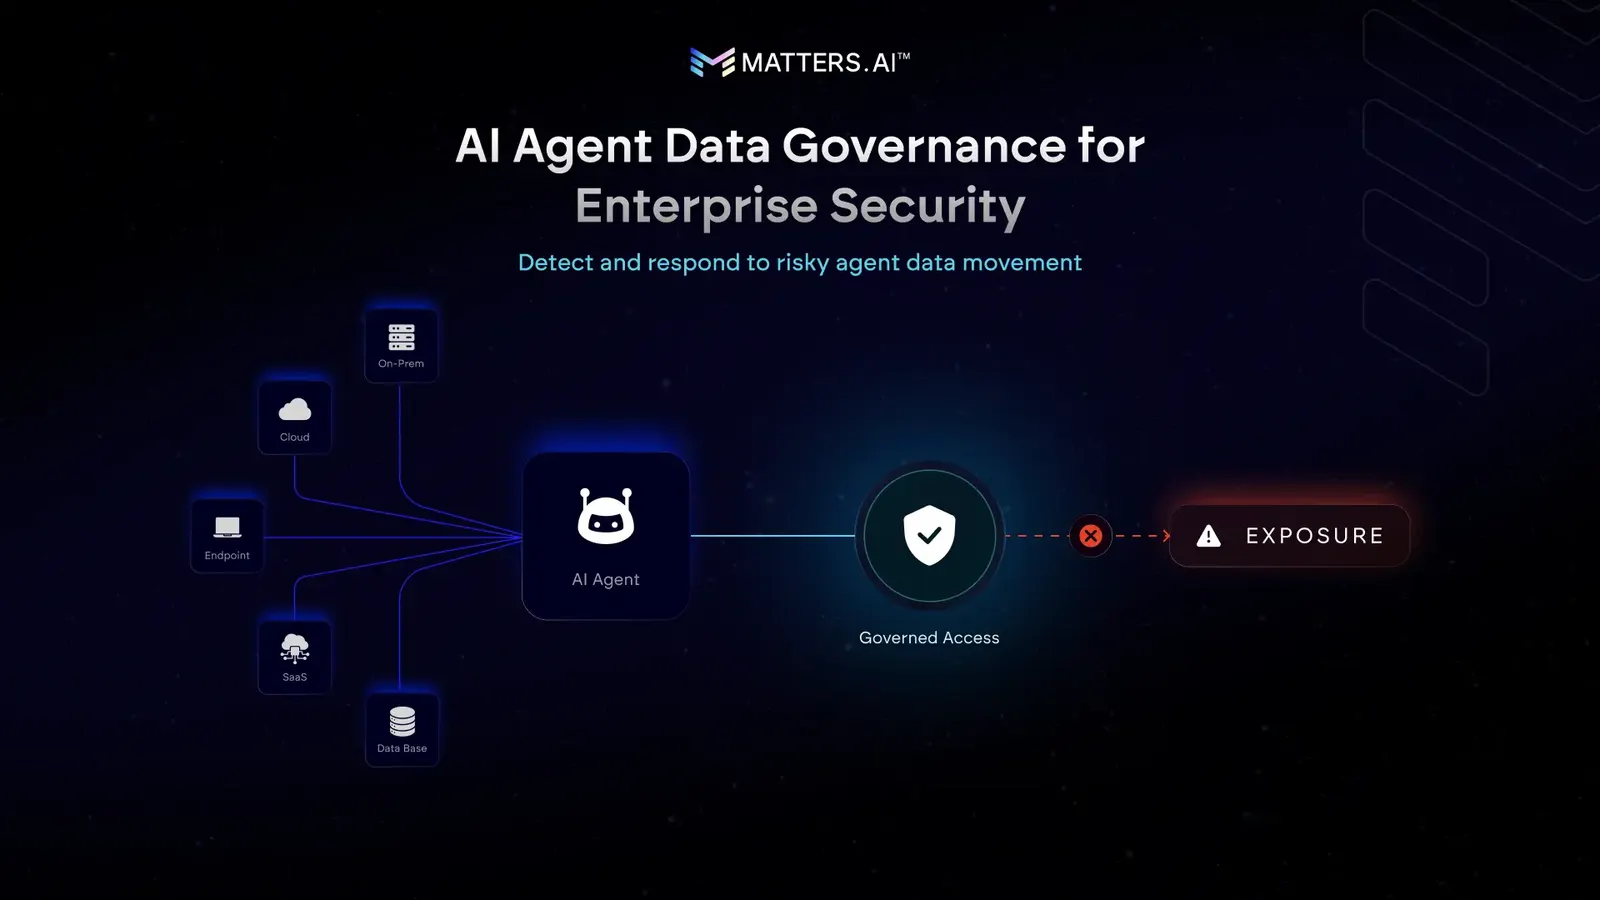 MATTERS.AI™
AI Agent Data Governance for
Enterprise Security
Detect and respond to risky agent data movement
On-Prem
Cloud
Endpoint
SaaS
Data Base
AI Agent
Governed Access
EXPOSURE